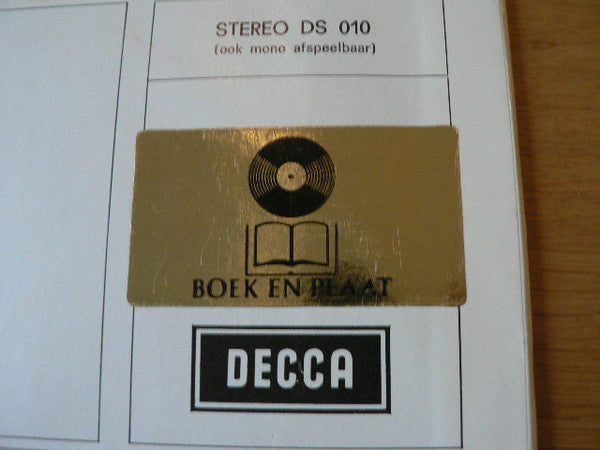 STEREO DS 010
(ook mono afspeelbaar)
BOEK EN PLAAT
DECCA